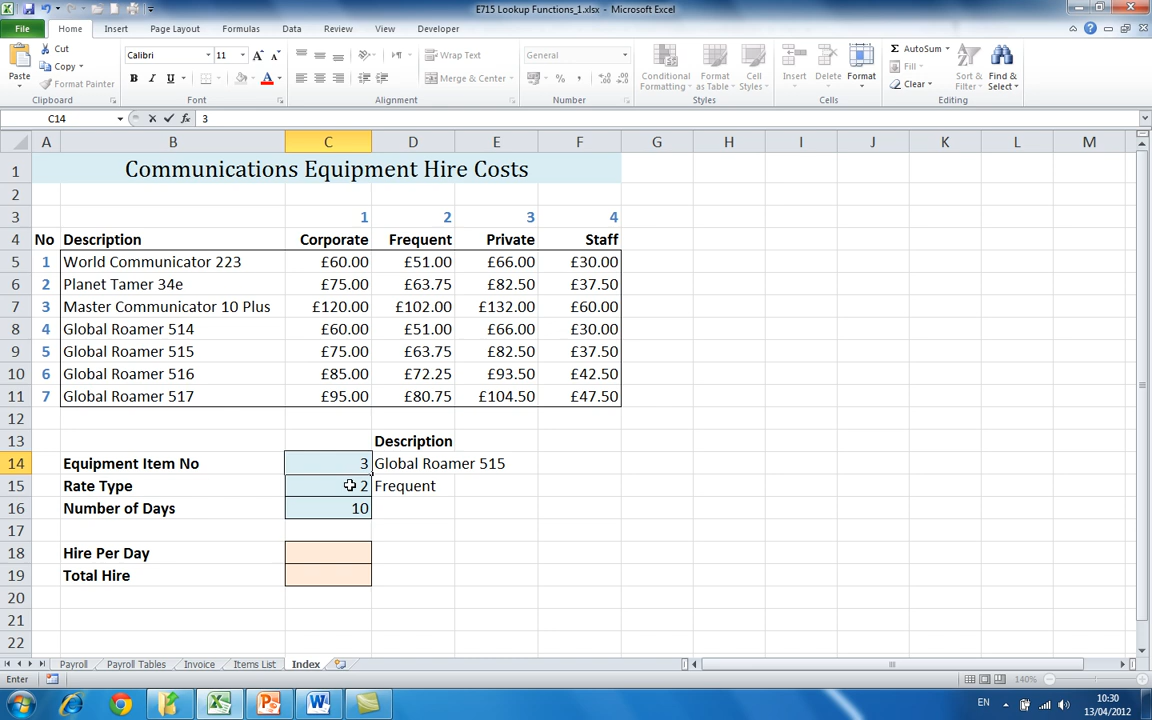 E715 Lookup Functions_1.xlsx - Microsoft Excel
File Home Insert Page Layout Formulas Data Review View Developer
Paste Cut Copy Format Painter Clipboard
Calibri 11 A A B I U A Font
Wrap Text Merge & Center Alignment
General % , Number
Conditional Formatting Format as Table Cell Styles Styles
Insert Delete Format Cells
AutoSum Fill Clear Sort & Filter Find & Select Editing
C14 fx 3
A B C D E F G H I J K L M
1 Communications Equipment Hire Costs
2
3 1 2 3 4
4 No Description Corporate Frequent Private Staff
5 1 World Communicator 223 £60.00 £51.00 £66.00 £30.00
6 2 Planet Tamer 34e £75.00 £63.75 £82.50 £37.50
7 3 Master Communicator 10 Plus £120.00 £102.00 £132.00 £60.00
8 4 Global Roamer 514 £60.00 £51.00 £66.00 £30.00
9 5 Global Roamer 515 £75.00 £63.75 £82.50 £37.50
10 6 Global Roamer 516 £85.00 £72.25 £93.50 £42.50
11 7 Global Roamer 517 £95.00 £80.75 £104.50 £47.50
12
13 Description
14 Equipment Item No 3 Global Roamer 515
15 Rate Type 2 Frequent
16 Number of Days 10
17
18 Hire Per Day
19 Total Hire
20
21
22
Payroll Payroll Tables Invoice Items List Index
Enter 140%
EN 10:30
13/04/2012